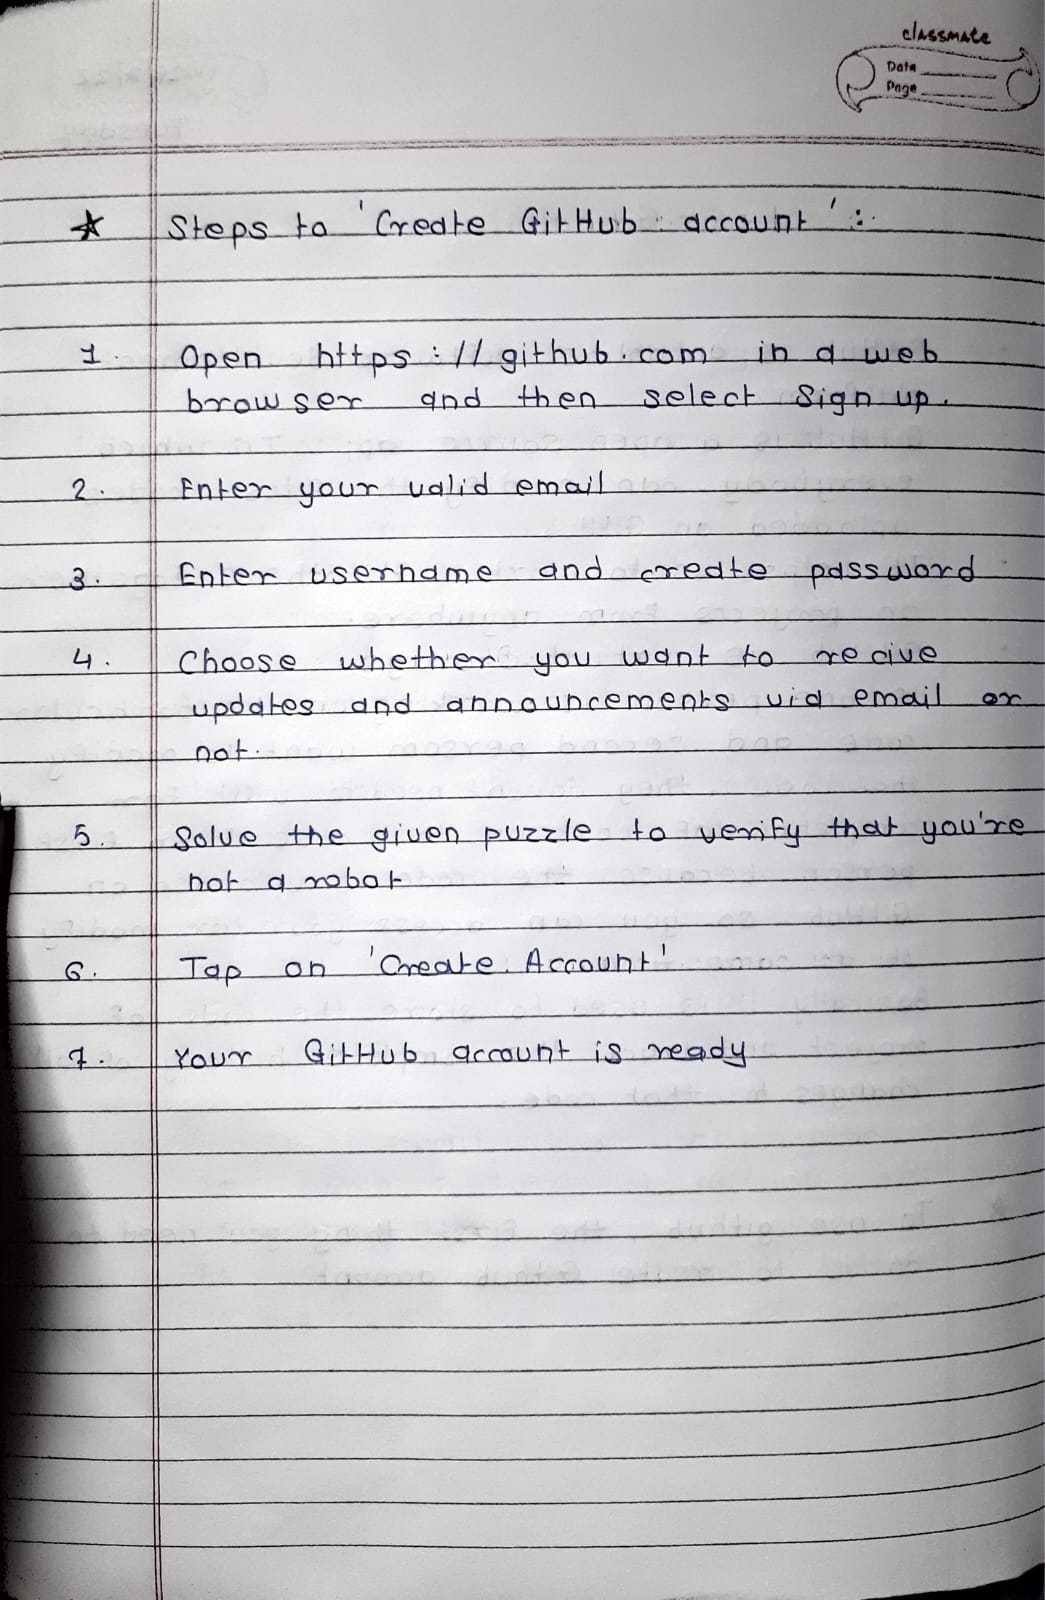 classmate
Date
Page
★ Steps to 'Create GitHub account' :
1. Open https://github.com in a web
browser and then select Sign up.
2. Enter your valid email
3. Enter username and create password
4. Choose whether you want to recive
updates and announcements via email or
not.
5. Solve the given puzzle to verify that you're
not a robot
6. Tap on 'Create Account'
7. Your GitHub account is ready